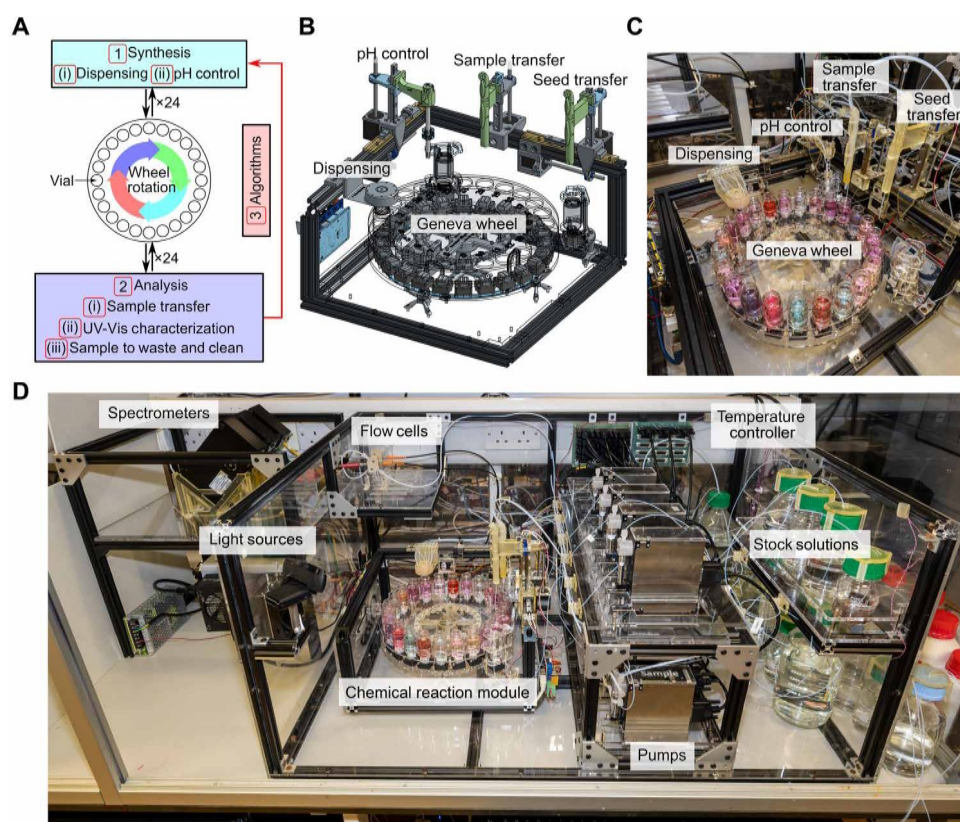 A
1 Synthesis
(i) Dispensing (ii) pH control
×24
Vial
Wheel
rotation
3 Algorithms
×24
2 Analysis
(i) Sample transfer
(ii) UV-Vis characterization
(iii) Sample to waste and clean
B
pH control
Sample transfer
Seed transfer
Dispensing
Geneva wheel
C
Sample
transfer
Seed
transfer
pH control
Dispensing
Geneva wheel
D
Spectrometers
Flow cells
Temperature
controller
Light sources
Stock solutions
Chemical reaction module
sample
Pumps